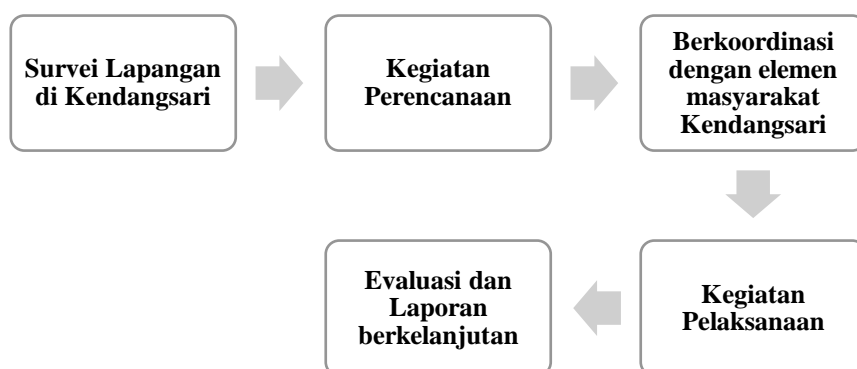 Survei Lapangan
di Kendangsari
Kegiatan
Perencanaan
Berkoordinasi
dengan elemen
masyarakat
Kendangsari
Kegiatan
Pelaksanaan
Evaluasi dan
Laporan
berkelanjutan